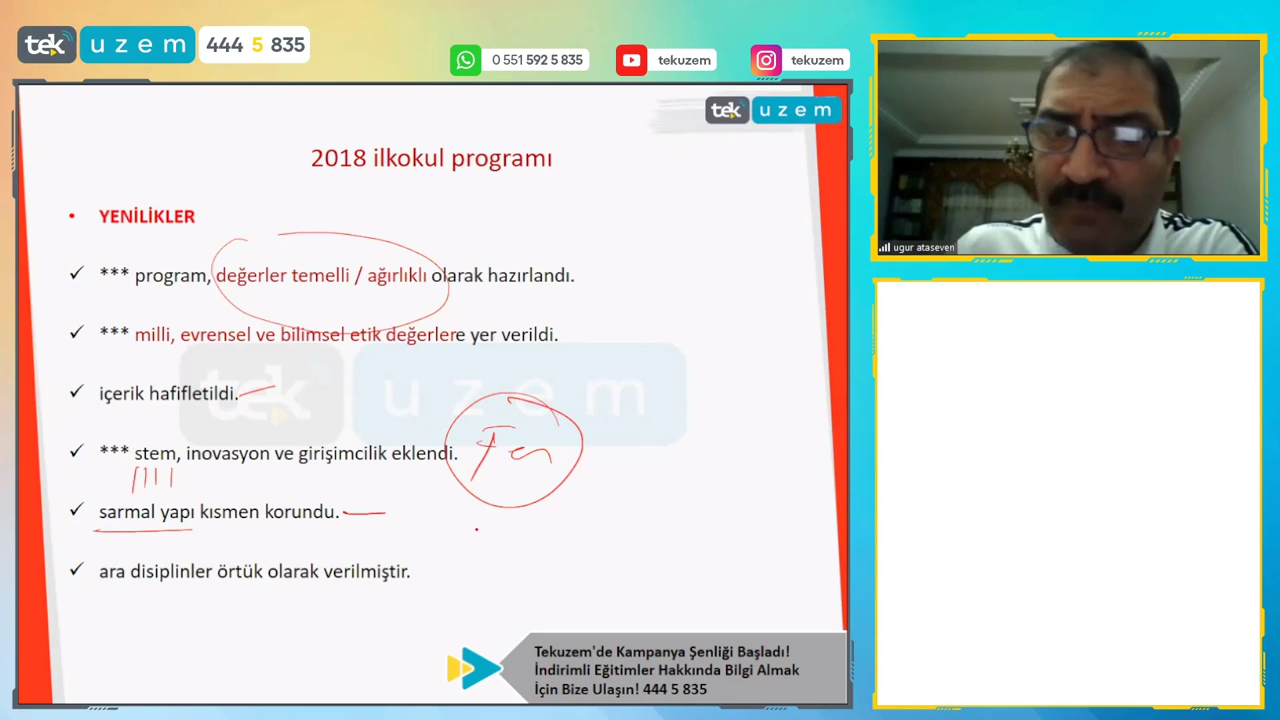 tek uzem 444 5 835
0 551 592 5 835
tekuzem
tekuzem
tek uzem
2018 ilkokul programı
• YENİLİKLER
✓ *** program, değerler temelli / ağırlıklı olarak hazırlandı.
✓ *** milli, evrensel ve bilimsel etik değerlere yer verildi.
tek uzem
✓ içerik hafifletildi.
✓ *** stem, inovasyon ve girişimcilik eklendi.
Fen
✓ sarmal yapı kısmen korundu.
✓ ara disiplinler örtük olarak verilmiştir.
Tekuzem'de Kampanya Şenliği Başladı!
İndirimli Eğitimler Hakkında Bilgi Almak
İçin Bize Ulaşın! 444 5 835
ugur ataseven